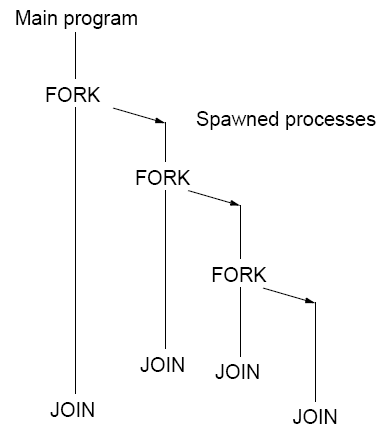 Main program
FORK
Spawned processes
FORK
FORK
JOIN
JOIN
JOIN
JOIN